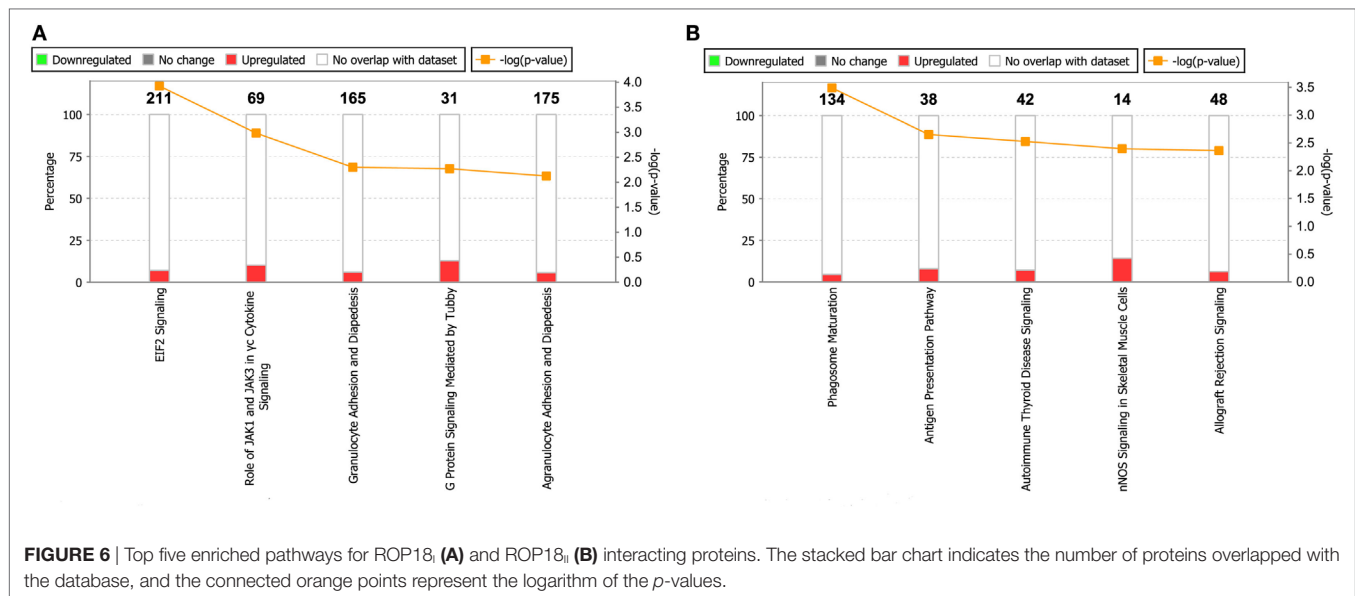 A
Downregulated No change Upregulated No overlap with dataset -log(p-value)
211 69 165 31 175
100
75
50
25
0
Percentage
4.0
3.5
3.0
2.5
2.0
1.5
1.0
0.5
0.0
-log(p-value)
EIF2 Signaling
Role of JAK1 and JAK3 in γc Cytokine
Signaling
Granulocyte Adhesion and Diapedesis
G Protein Signaling Mediated by Tubby
Agranulocyte Adhesion and Diapedesis
B
Downregulated No change Upregulated No overlap with dataset -log(p-value)
134 38 42 14 48
100
75
50
25
0
Percentage
3.5
3.0
2.5
2.0
1.5
1.0
0.5
0.0
-log(p-value)
Phagosome Maturation
Antigen Presentation Pathway
Autoimmune Thyroid Disease Signaling
nNOS Signaling in Skeletal Muscle Cells
Allograft Rejection Signaling
FIGURE 6 | Top five enriched pathways for ROP18I (A) and ROP18II (B) interacting proteins. The stacked bar chart indicates the number of proteins overlapped with
the database, and the connected orange points represent the logarithm of the p-values.